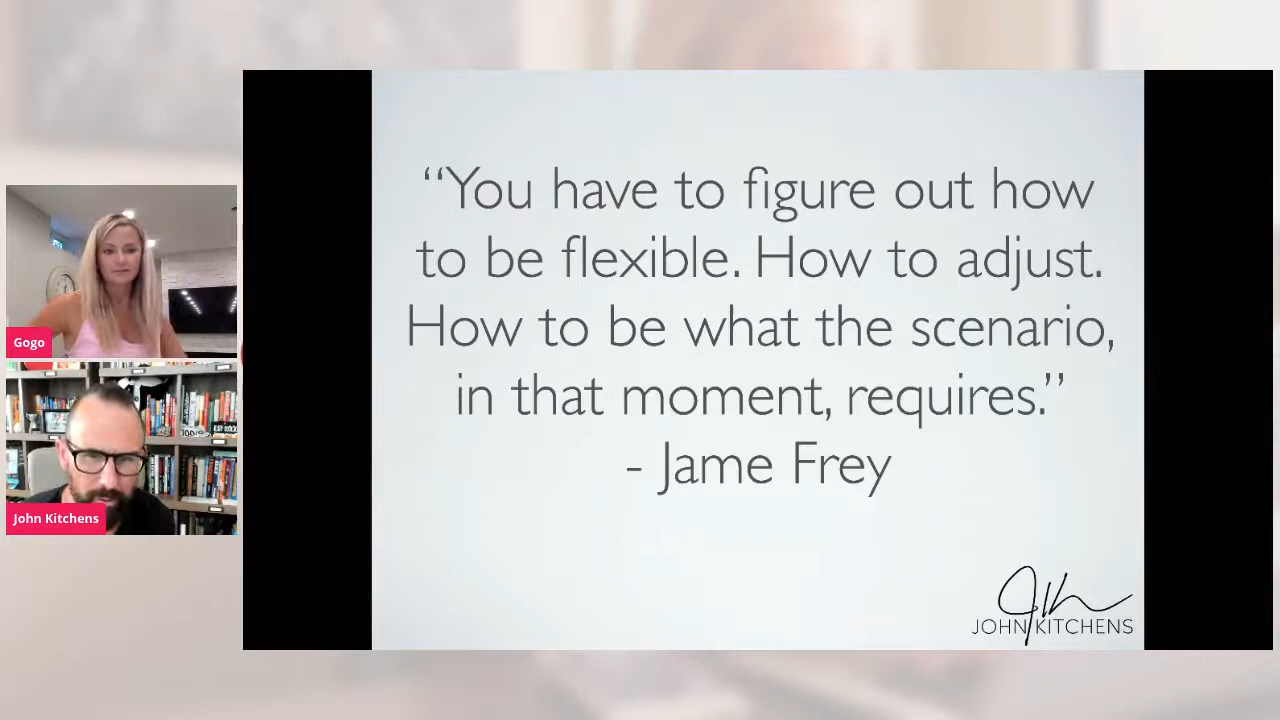 “You have to figure out how
to be flexible. How to adjust.
How to be what the scenario,
in that moment, requires.”
- Jame Frey
JOHN KITCHENS
Gogo
John Kitchens